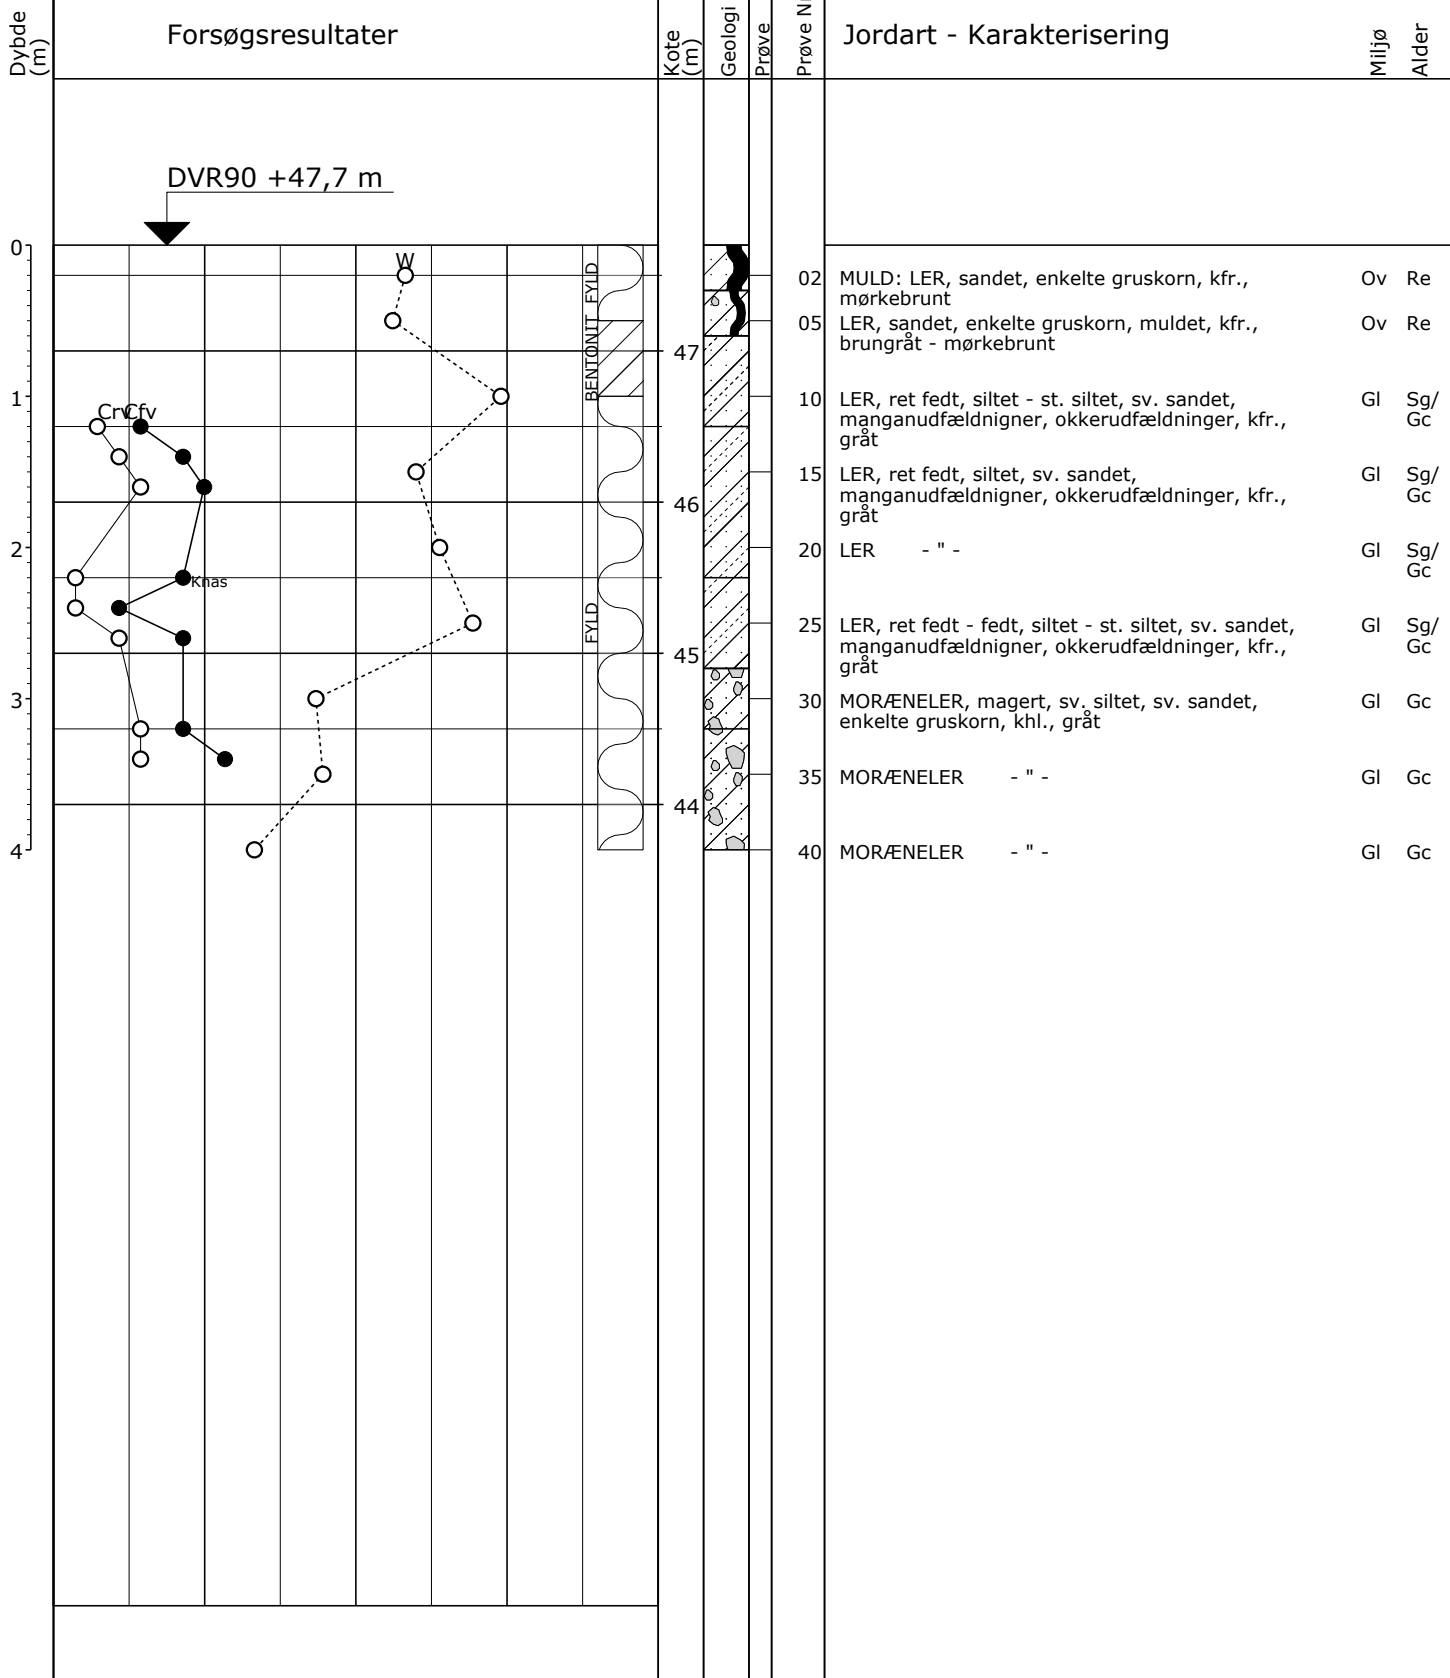 Dybde
(m)
Forsøgsresultater
Kote
(m)
Geologi
Prøve
Prøve Nr
Jordart - Karakterisering
Miljø
Alder
DVR90 +47,7 m
0
1
2
3
4
W
Crv
Cfv
Knas
FYLD
BENTONIT
FYLD
47
46
45
44
02 MULD: LER, sandet, enkelte gruskorn, kfr., Ov Re
mørkebrunt
05 LER, sandet, enkelte gruskorn, muldet, kfr., Ov Re
brungråt - mørkebrunt
10 LER, ret fedt, siltet - st. siltet, sv. sandet, Gl Sg/
manganudfældnigner, okkerudfældninger, kfr., Gc
gråt
15 LER, ret fedt, siltet, sv. sandet, Gl Sg/
manganudfældnigner, okkerudfældninger, kfr., Gc
gråt
20 LER - " - Gl Sg/
Gc
25 LER, ret fedt - fedt, siltet - st. siltet, sv. sandet, Gl Sg/
manganudfældnigner, okkerudfældninger, kfr., Gc
gråt
30 MORÆNELER, magert, sv. siltet, sv. sandet, Gl Gc
enkelte gruskorn, khl., gråt
35 MORÆNELER - " - Gl Gc
40 MORÆNELER - " - Gl Gc